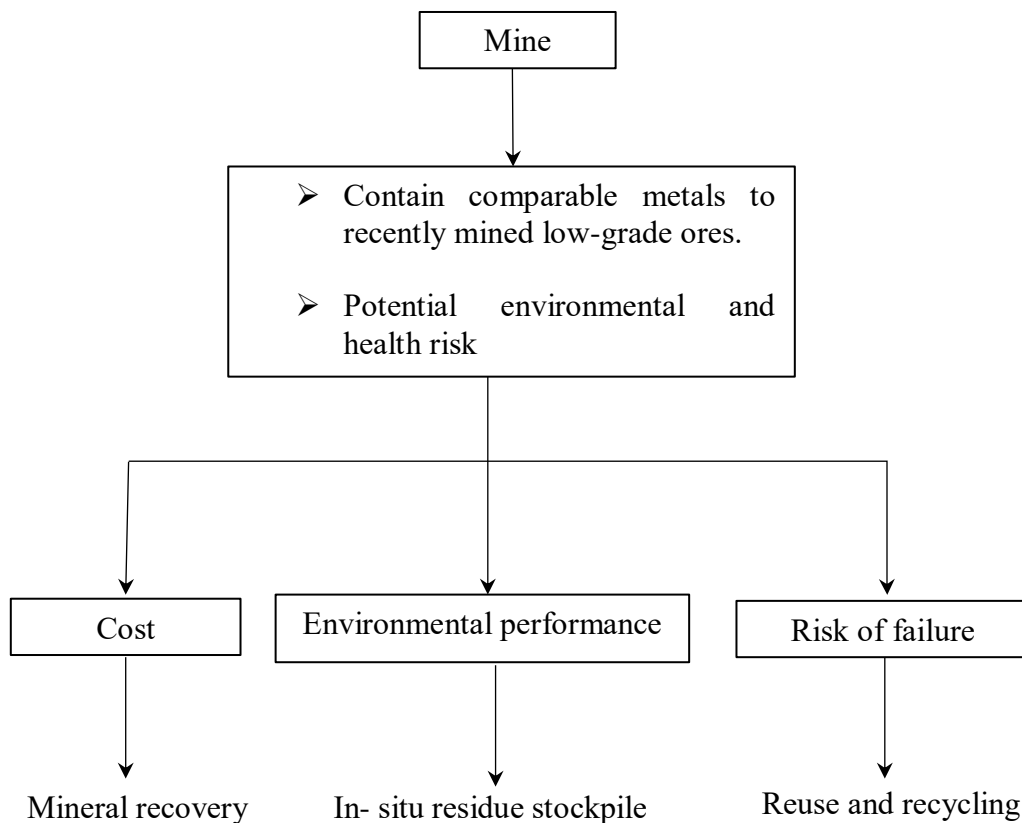 Mine
➢ Contain comparable metals to
recently mined low-grade ores.
➢ Potential environmental and
health risk
Cost
Environmental performance
Risk of failure
Mineral recovery
In- situ residue stockpile
Reuse and recycling